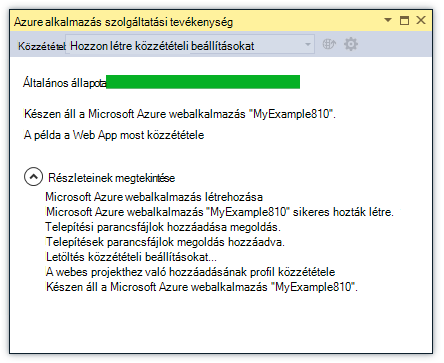 Azure alkalmazás szolgáltatási tevékenység
Közzététel: Hozzon létre közzétételi beállításokat
Általános állapota:
Készen áll a Microsoft Azure webalkalmazás "MyExample810".
A példa a Web App most közzététele
Részleteinek megtekintése
Microsoft Azure webalkalmazás létrehozása
Microsoft Azure webalkalmazás "MyExample810" sikeres hozták létre.
Telepítési parancsfájlok hozzáadása megoldás.
Telepítések parancsfájlok megoldás hozzáadva.
Letöltés közzétételi beállításokat...
A webes projekthez való hozzáadásának profil közzététele
Készen áll a Microsoft Azure webalkalmazás "MyExample810".